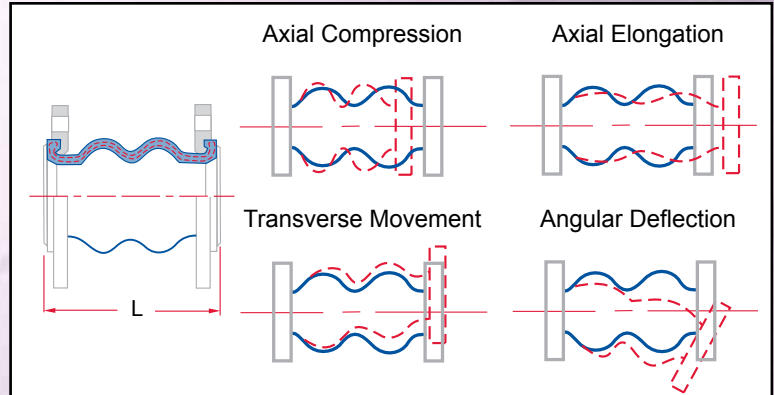 Axial Compression
Axial Elongation
Transverse Movement
Angular Deflection
L